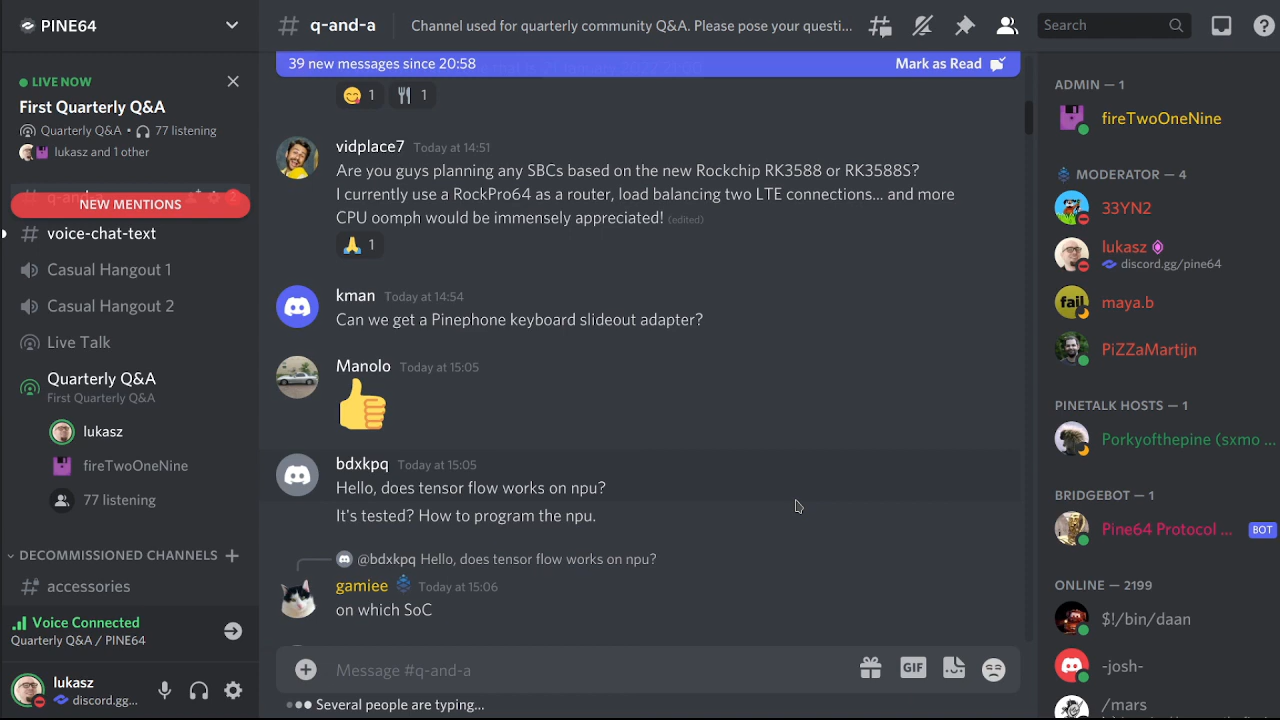 PINE64
q-and-a
Channel used for quarterly community Q&A. Please pose your questi...
Search
LIVE NOW
First Quarterly Q&A
Quarterly Q&A • 77 listening
lukasz and 1 other
NEW MENTIONS
2
voice-chat-text
Casual Hangout 1
Casual Hangout 2
Live Talk
Quarterly Q&A
First Quarterly Q&A
lukasz
fireTwoOneNine
77 listening
DECOMMISSIONED CHANNELS
accessories
Voice Connected
Quarterly Q&A / PINE64
lukasz
discord.gg...
39 new messages since 20:58
Mark as Read
1
1
vidplace7 Today at 14:51
Are you guys planning any SBCs based on the new Rockchip RK3588 or RK3588S?
I currently use a RockPro64 as a router, load balancing two LTE connections... and more
CPU oomph would be immensely appreciated! (edited)
1
kman Today at 14:54
Can we get a Pinephone keyboard slideout adapter?
Manolo Today at 15:05
bdxkpq Today at 15:05
Hello, does tensor flow works on npu?
It's tested? How to program the npu.
@bdxkpq Hello, does tensor flow works on npu?
gamiee Today at 15:06
on which SoC
Message #q-and-a
GIF
Several people are typing...
ADMIN — 1
fireTwoOneNine
MODERATOR — 4
33YN2
lukasz
discord.gg/pine64
fail
maya.b
PiZZaMartijn
PINETALK HOSTS — 1
Porkyofthepine (sxmo ...
BRIDGEBOT — 1
Pine64 Protocol ... BOT
ONLINE — 2199
$!/bin/daan
-josh-
/mars